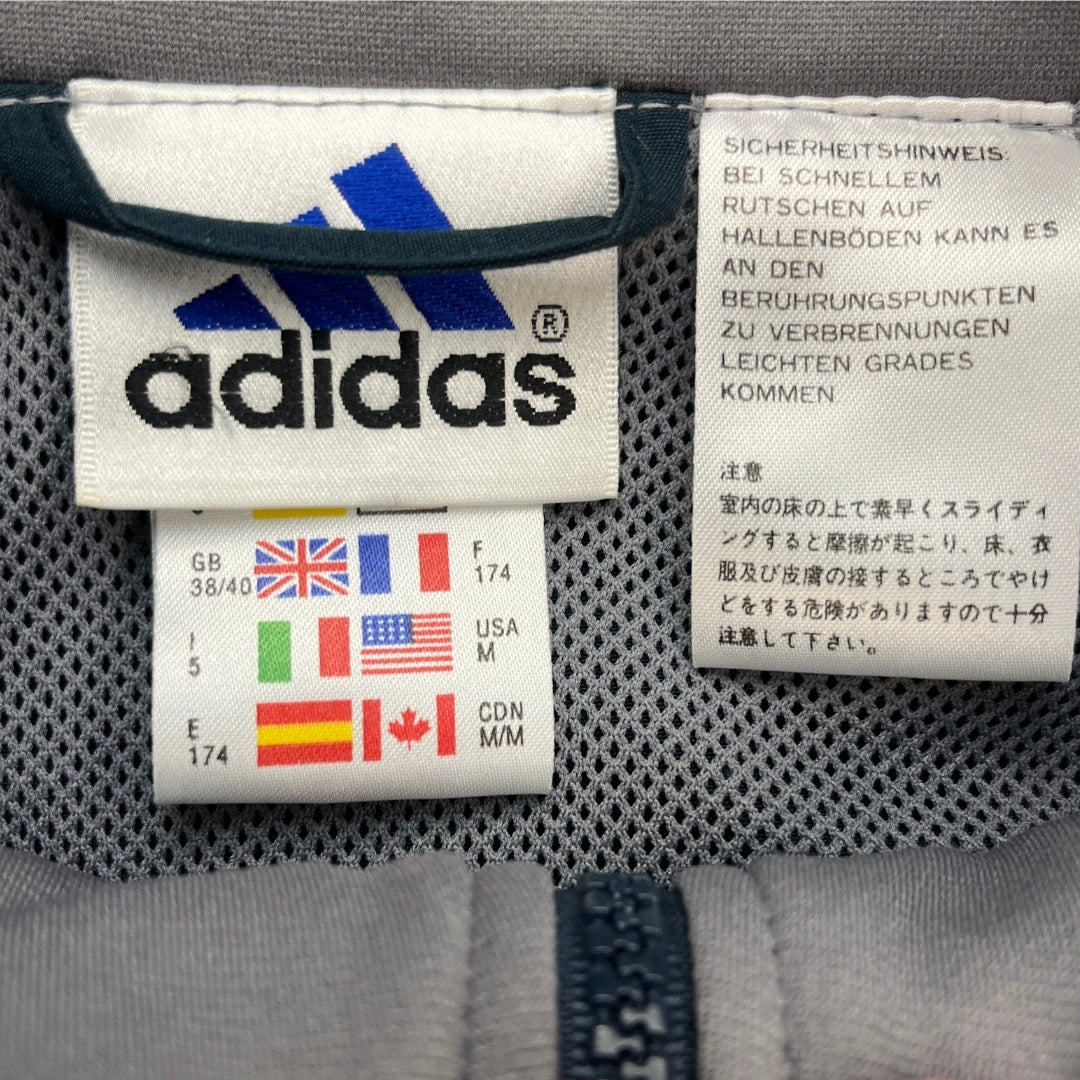 adidas
®
GB
38/40
F
174
I
5
USA
M
E
174
CDN
M/M
SICHERHEITSHINWEIS:
BEI SCHNELLEM
RUTSCHEN AUF
HALLENBÖDEN KANN ES
AN DEN
BERÜHRUNGSPUNKTEN
ZU VERBRENNUNGEN
LEICHTEN GRADES
KOMMEN
注意
室内の床の上で素早くスライディ
ングすると摩擦が起こり、床、衣
服及び皮膚の接するところでやけ
どをする危険がありますので十分
注意して下さい。